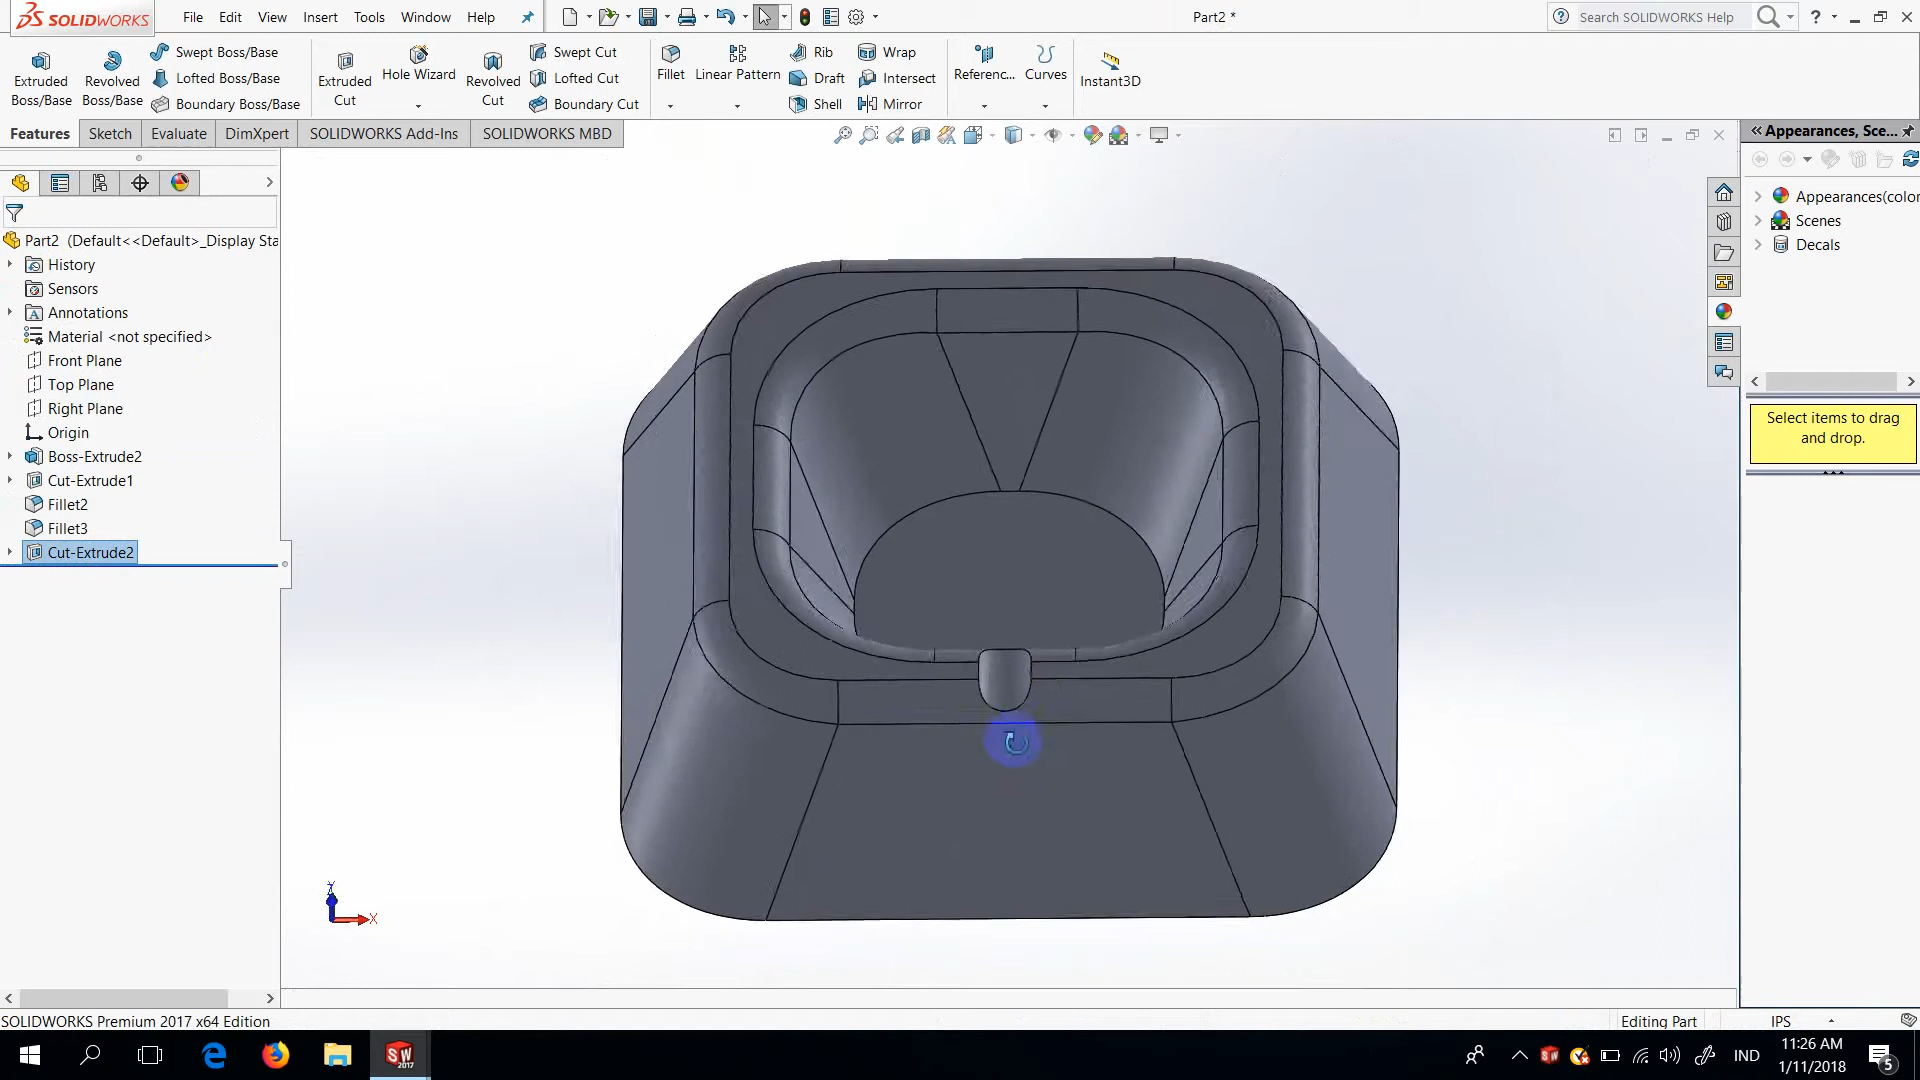 SOLIDWORKS
File Edit View Insert Tools Window Help
Part2 *
Search SOLIDWORKS Help
Extruded Boss/Base
Revolved Boss/Base
Swept Boss/Base
Lofted Boss/Base
Boundary Boss/Base
Extruded Cut
Hole Wizard
Revolved Cut
Swept Cut
Lofted Cut
Boundary Cut
Fillet
Linear Pattern
Rib
Draft
Shell
Wrap
Intersect
Mirror
Referenc...
Curves
Instant3D
Features Sketch Evaluate DimXpert SOLIDWORKS Add-Ins SOLIDWORKS MBD
Appearances, Sce...
Appearances(color
Scenes
Decals
Select items to drag
and drop.
Part2 (Default<<Default>_Display Sta
History
Sensors
Annotations
Material <not specified>
Front Plane
Top Plane
Right Plane
Origin
Boss-Extrude2
Cut-Extrude1
Fillet2
Fillet3
Cut-Extrude2
X
SOLIDWORKS Premium 2017 x64 Edition
Editing Part
IPS
SW
2017
IND
11:26 AM
1/11/2018
5